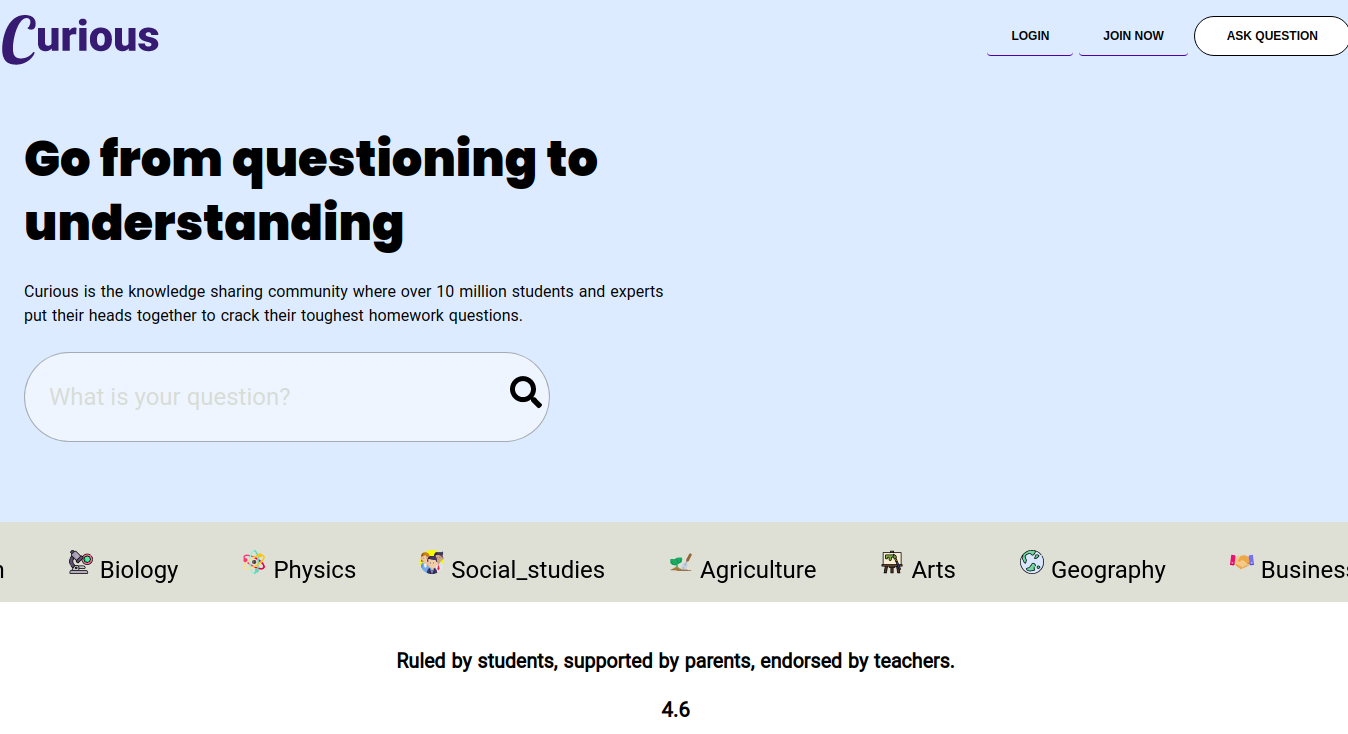 Curious
LOGIN JOIN NOW ASK QUESTION
Go from questioning to
understanding
Curious is the knowledge sharing community where over 10 million students and experts
put their heads together to crack their toughest homework questions.
What is your question?
Biology Physics Social_studies Agriculture Arts Geography Business
Ruled by students, supported by parents, endorsed by teachers.
4.6